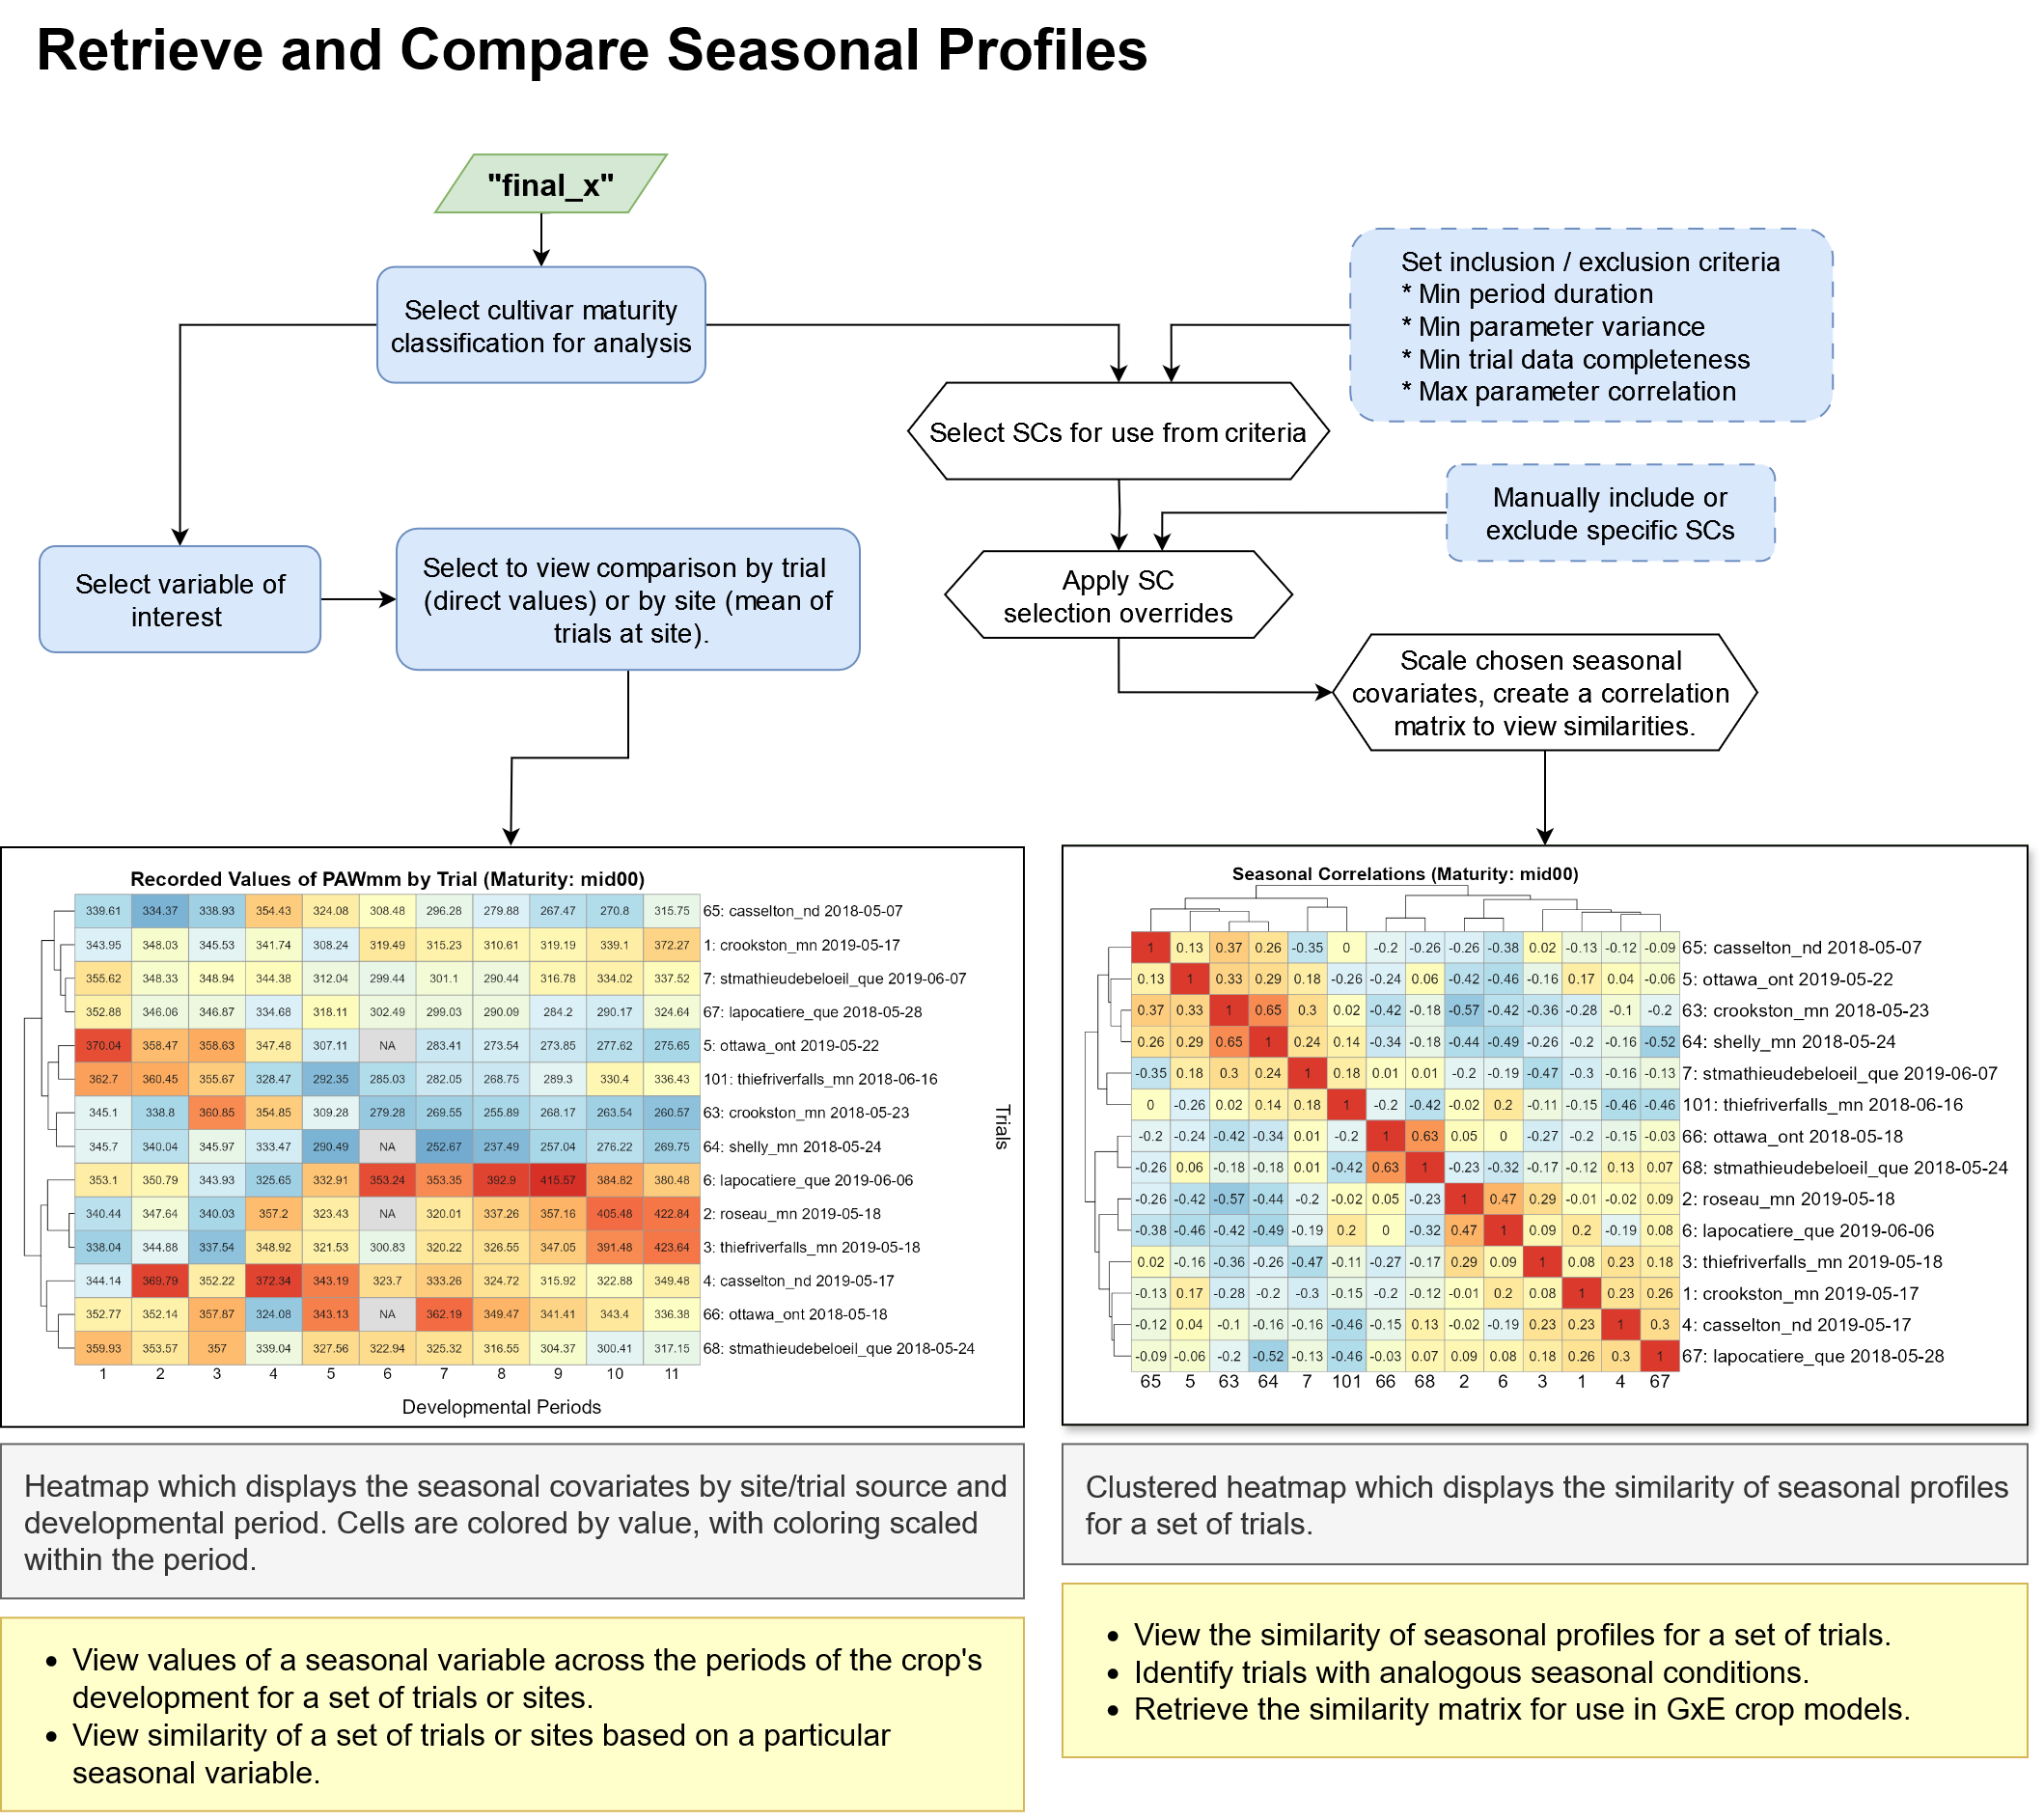 Retrieve and Compare Seasonal Profiles
"final_x"
Select cultivar maturity
classification for analysis
Set inclusion / exclusion criteria
* Min period duration
* Min parameter variance
* Min trial data completeness
* Max parameter correlation
Select SCs for use from criteria
Manually include or
exclude specific SCs
Select variable of
interest
Select to view comparison by trial
(direct values) or by site (mean of
trials at site).
Apply SC
selection overrides
Scale chosen seasonal
covariates, create a correlation
matrix to view similarities.
Recorded Values of PAWmm by Trial (Maturity: mid00)
339.61 334.37 338.93 354.43 324.08 308.48 296.28 279.88 267.47 270.8 315.75 65: casselton_nd 2018-05-07
343.95 348.03 345.53 341.74 308.24 319.49 315.23 310.61 319.19 339.1 372.27 1: crookston_mn 2019-05-17
355.62 348.33 348.94 344.38 312.04 299.44 301.1 290.44 316.78 334.02 337.52 7: stmathieudebeloeil_que 2019-06-07
352.88 346.06 346.87 334.68 318.11 302.49 299.03 290.09 284.2 290.17 324.64 67: lapocatiere_que 2018-05-28
370.04 358.47 358.63 347.48 307.11 NA 283.41 273.54 273.85 277.62 275.65 5: ottawa_ont 2019-05-22
362.7 360.45 355.67 328.47 292.35 285.03 282.05 268.75 289.3 330.4 336.43 101: thiefriverfalls_mn 2018-06-16
345.1 338.8 360.85 354.85 309.28 279.28 269.55 255.89 268.17 263.54 260.57 63: crookston_mn 2018-05-23
345.7 340.04 345.97 333.47 290.49 NA 252.67 237.49 257.04 276.22 269.75 64: shelly_mn 2018-05-24
353.1 350.79 343.93 325.65 332.91 353.24 353.35 392.9 415.57 384.82 380.48 6: lapocatiere_que 2019-06-06
340.44 347.64 340.03 357.2 323.43 NA 320.01 337.26 357.16 405.48 422.84 2: roseau_mn 2019-05-18
338.04 344.88 337.54 348.92 321.53 300.83 320.22 326.55 347.05 391.48 423.64 3: thiefriverfalls_mn 2019-05-18
344.14 369.79 352.22 372.34 343.19 323.7 333.26 324.72 315.92 322.88 349.48 4: casselton_nd 2019-05-17
352.77 352.14 357.87 324.08 343.13 NA 362.19 349.47 341.41 343.4 336.38 66: ottawa_ont 2018-05-18
359.93 353.57 357 339.04 327.56 322.94 325.32 316.55 304.37 300.41 317.15 68: stmathieudebeloeil_que 2018-05-24
1 2 3 4 5 6 7 8 9 10 11
Developmental Periods
Trials
Seasonal Correlations (Maturity: mid00)
1 0.13 0.37 0.26 -0.35 0 -0.2 -0.26 -0.26 -0.38 0.02 -0.13 -0.12 -0.09 65: casselton_nd 2018-05-07
0.13 1 0.33 0.29 0.18 -0.26 -0.24 0.06 -0.42 -0.46 -0.16 0.17 0.04 -0.06 5: ottawa_ont 2019-05-22
0.37 0.33 1 0.65 0.3 0.02 -0.42 -0.18 -0.57 -0.42 -0.36 -0.28 -0.1 -0.2 63: crookston_mn 2018-05-23
0.26 0.29 0.65 1 0.24 0.14 -0.34 -0.18 -0.44 -0.49 -0.26 -0.2 -0.16 -0.52 64: shelly_mn 2018-05-24
-0.35 0.18 0.3 0.24 1 0.18 0.01 0.01 -0.2 -0.19 -0.47 -0.3 -0.16 -0.13 7: stmathieudebeloeil_que 2019-06-07
0 -0.26 0.02 0.14 0.18 1 -0.2 -0.42 -0.02 0.2 -0.11 -0.15 -0.46 -0.46 101: thiefriverfalls_mn 2018-06-16
-0.2 -0.24 -0.42 -0.34 0.01 -0.2 1 0.63 0.05 0 -0.27 -0.2 -0.15 -0.03 66: ottawa_ont 2018-05-18
-0.26 0.06 -0.18 -0.18 0.01 -0.42 0.63 1 -0.23 -0.32 -0.17 -0.12 0.13 0.07 68: stmathieudebeloeil_que 2018-05-24
-0.26 -0.42 -0.57 -0.44 -0.2 -0.02 0.05 -0.23 1 0.47 0.29 -0.01 -0.02 0.09 2: roseau_mn 2019-05-18
-0.38 -0.46 -0.42 -0.49 -0.19 0.2 0 -0.32 0.47 1 0.09 0.2 -0.19 0.08 6: lapocatiere_que 2019-06-06
0.02 -0.16 -0.36 -0.26 -0.47 -0.11 -0.27 -0.17 0.29 0.09 1 0.08 0.23 0.18 3: thiefriverfalls_mn 2019-05-18
-0.13 0.17 -0.28 -0.2 -0.3 -0.15 -0.2 -0.12 -0.01 0.2 0.08 1 0.23 0.26 1: crookston_mn 2019-05-17
-0.12 0.04 -0.1 -0.16 -0.16 -0.46 -0.15 0.13 -0.02 -0.19 0.23 0.23 1 0.3 4: casselton_nd 2019-05-17
-0.09 -0.06 -0.2 -0.52 -0.13 -0.46 -0.03 0.07 0.09 0.08 0.18 0.26 0.3 1 67: lapocatiere_que 2018-05-28
65 5 63 64 7 101 66 68 2 6 3 1 4 67
Heatmap which displays the seasonal covariates by site/trial source and
developmental period. Cells are colored by value, with coloring scaled
within the period.
Clustered heatmap which displays the similarity of seasonal profiles
for a set of trials.
• View values of a seasonal variable across the periods of the crop's
development for a set of trials or sites.
• View similarity of a set of trials or sites based on a particular
seasonal variable.
• View the similarity of seasonal profiles for a set of trials.
• Identify trials with analogous seasonal conditions.
• Retrieve the similarity matrix for use in GxE crop models.